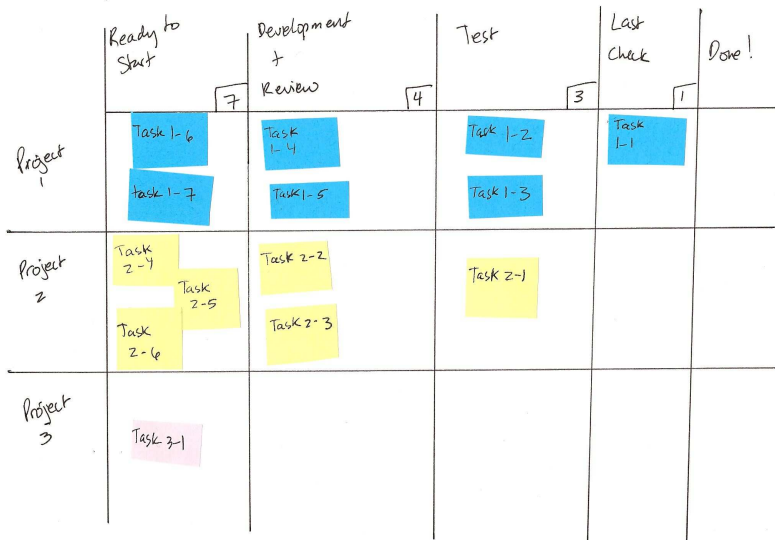 Ready to
Start
7
Development
+
Review
4
Test
3
Last
Check
1
Done!
Project
1
Task 1-6
task 1-7
Task
1-4
Task 1-5
Task 1-2
Task 1-3
Task
1-1
Project
2
Task
2-4
Task
2-5
Task
2-6
Task 2-2
Task 2-3
Task 2-1
Project
3
Task 3-1